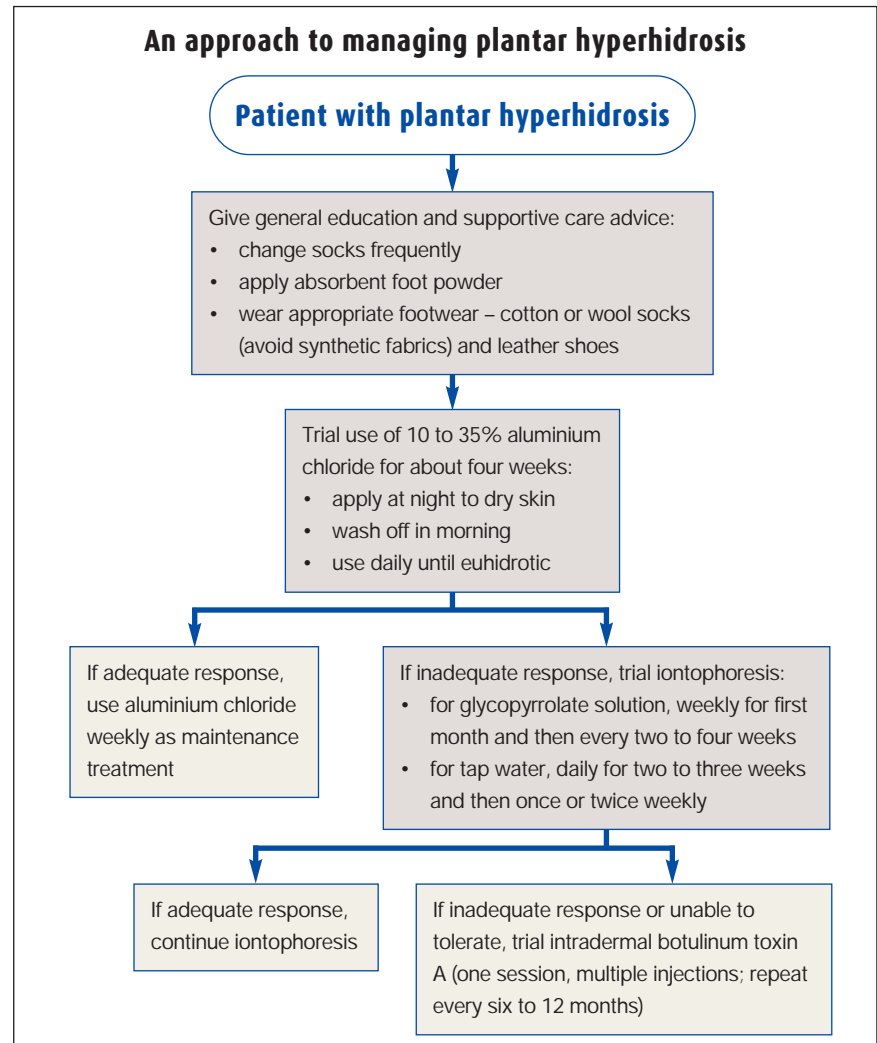 An approach to managing plantar hyperhidrosis
Patient with plantar hyperhidrosis
Give general education and supportive care advice:
• change socks frequently
• apply absorbent foot powder
• wear appropriate footwear – cotton or wool socks
(avoid synthetic fabrics) and leather shoes
Trial use of 10 to 35% aluminium
chloride for about four weeks:
• apply at night to dry skin
• wash off in morning
• use daily until euhidrotic
If adequate response,
use aluminium chloride
weekly as maintenance
treatment
If inadequate response, trial iontophoresis:
• for glycopyrrolate solution, weekly for first
month and then every two to four weeks
• for tap water, daily for two to three weeks
and then once or twice weekly
If adequate response,
continue iontophoresis
If inadequate response or unable to
tolerate, trial intradermal botulinum toxin
A (one session, multiple injections; repeat
every six to 12 months)